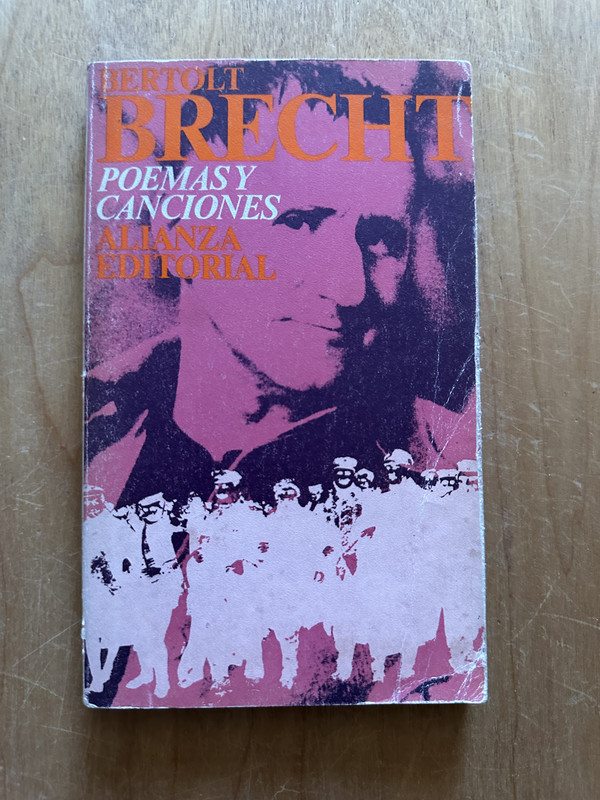 BERTOLT
BRECHT
POEMAS Y
CANCIONES
ALIANZA
EDITORIAL